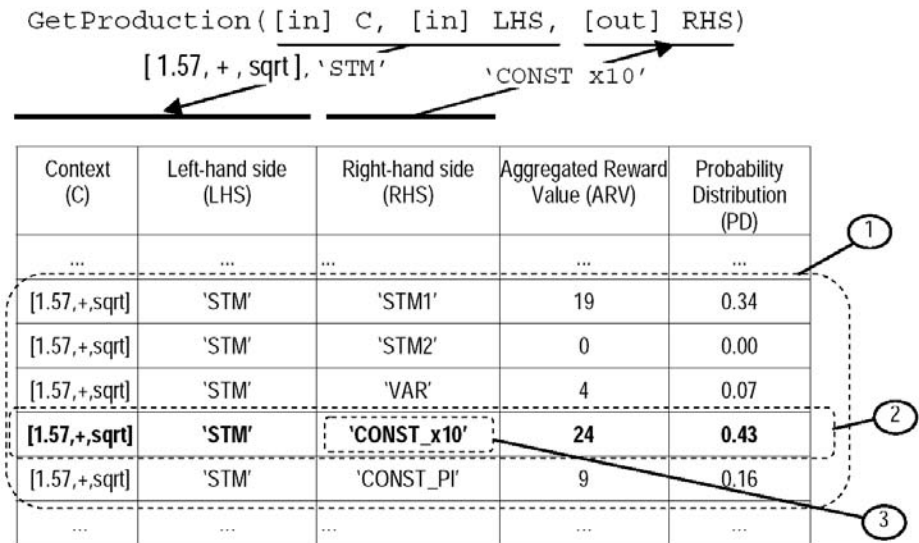 GetProduction([in] C, [in] LHS, [out] RHS)
[1.57, + , sqrt], 'STM' 'CONST x10'
Context (C) Left-hand side (LHS) Right-hand side (RHS) Aggregated Reward Value (ARV) Probability Distribution (PD)
... ... ... ... ...
[1.57,+,sqrt] 'STM' 'STM1' 19 0.34
[1.57,+,sqrt] 'STM' 'STM2' 0 0.00
[1.57,+,sqrt] 'STM' 'VAR' 4 0.07
[1.57,+,sqrt] 'STM' 'CONST_x10' 24 0.43
[1.57,+,sqrt] 'STM' 'CONST_PI' 9 0.16
... ... ... ... ...
1
2
3